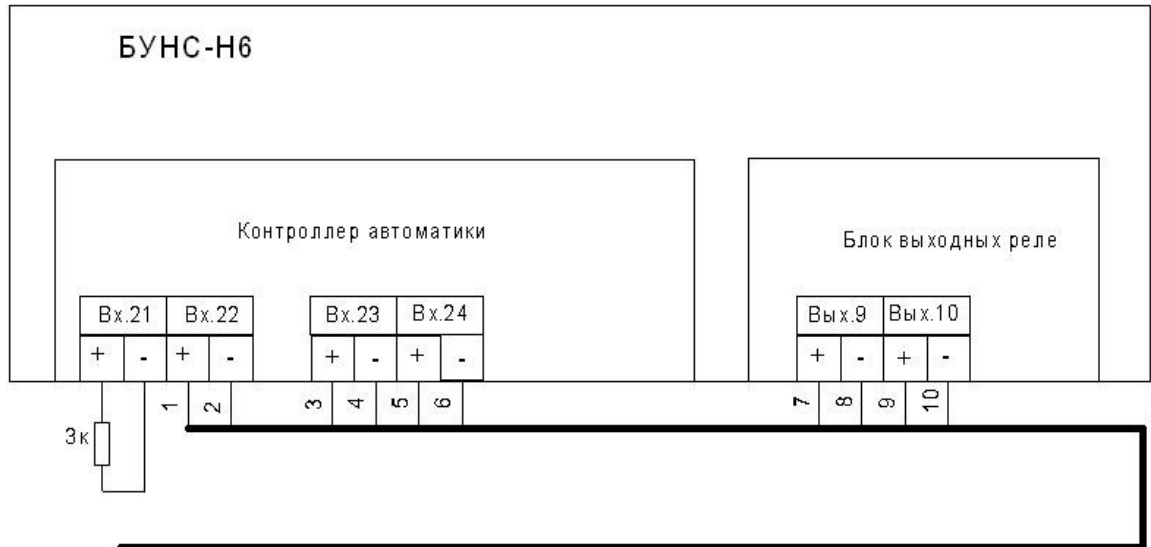 БУНС-Н6
Контроллер автоматики
Блок выходных реле
Вх.21 Вх.22 Вх.23 Вх.24 Вых.9 Вых.10
+ - + - + - + - + - + -
1 2 3 4 5 6 7 8 9 10
3к